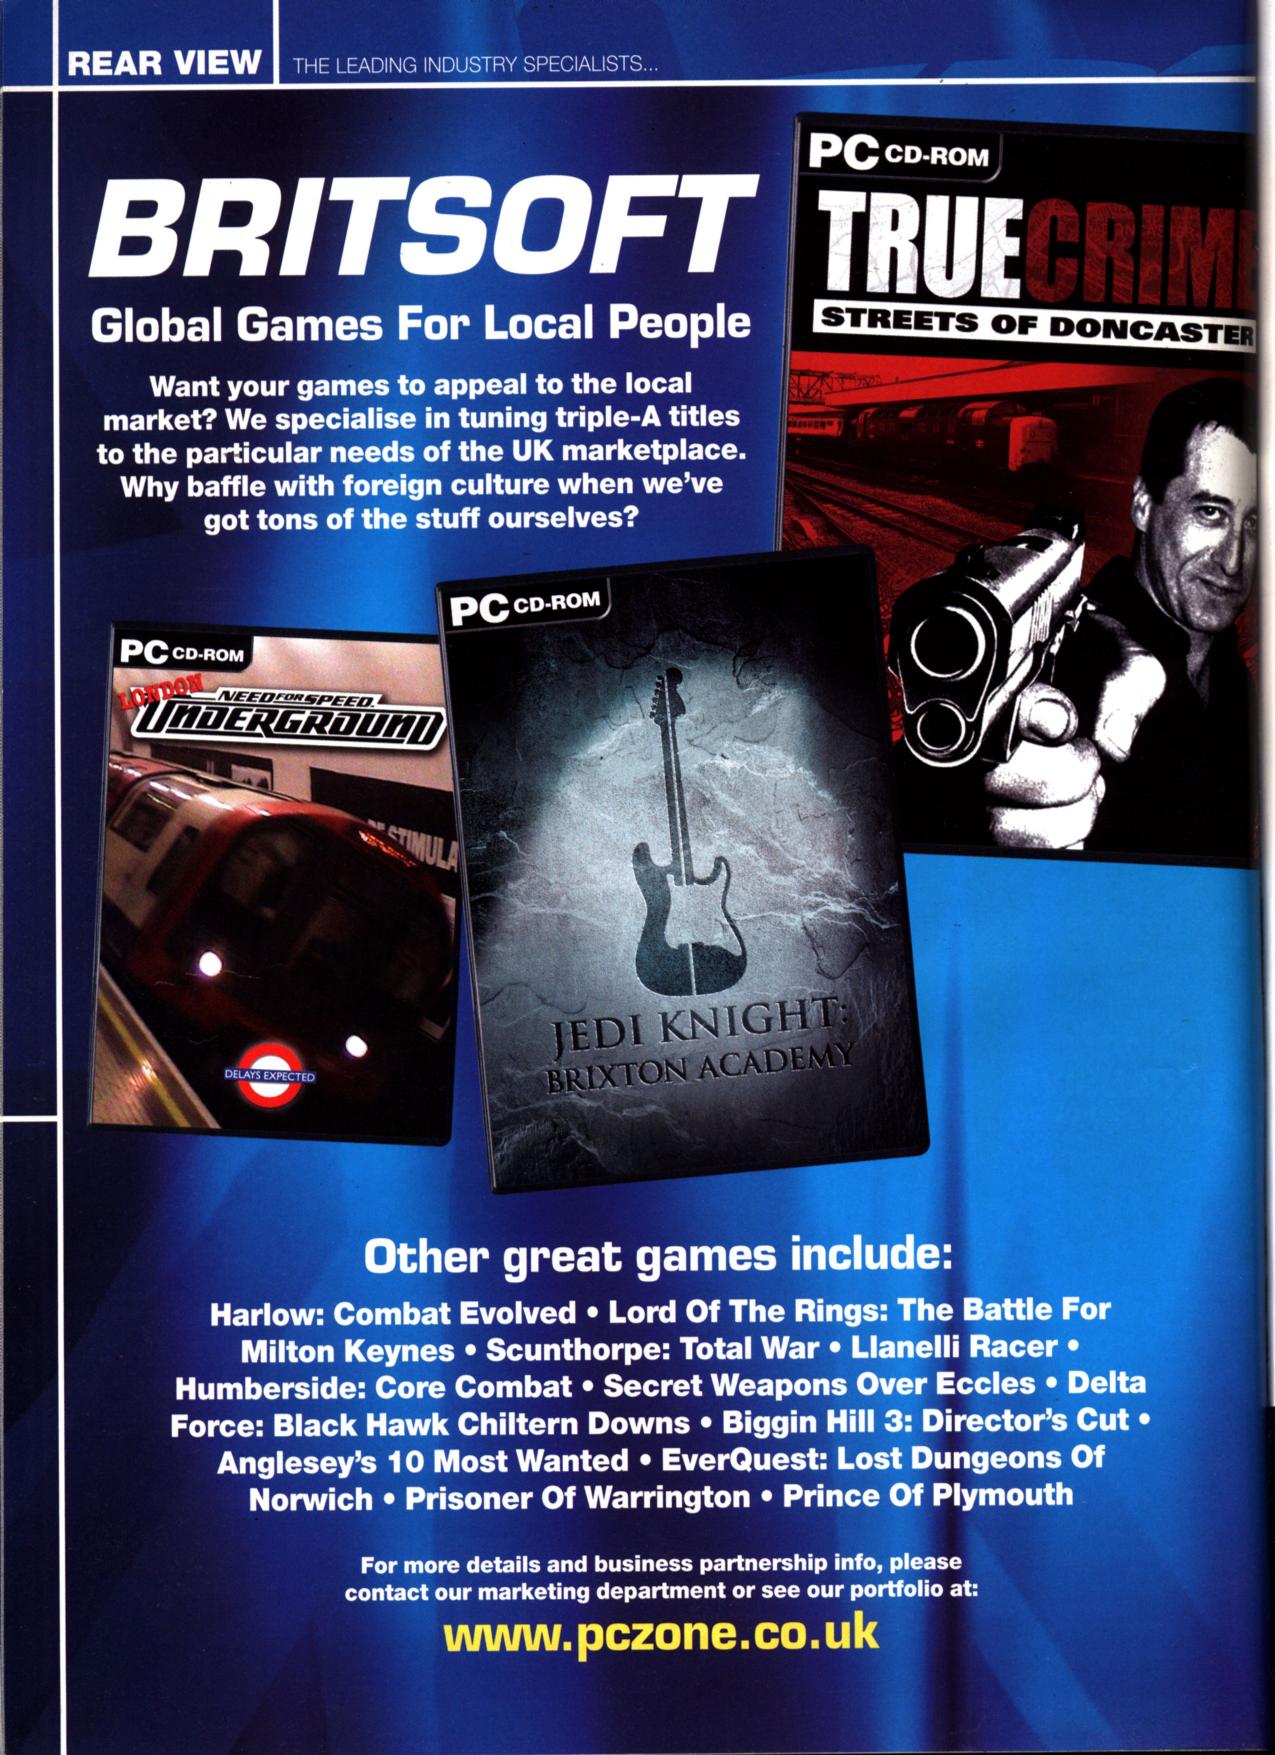 REAR VIEW
THE LEADING INDUSTRY SPECIALISTS...
BRITSOFT
Global Games For Local People
Want your games to appeal to the local
market? We specialise in tuning triple-A titles
to the particular needs of the UK marketplace.
Why baffle with foreign culture when we've
got tons of the stuff ourselves?
PC CD-ROM
TRUE CRIME
STREETS OF DONCASTER
PC CD-ROM
LONDON
NEED FOR SPEED
UNDERGROUND
STIMULA
DELAYS EXPECTED
PC CD-ROM
JEDI KNIGHT:
BRIXTON ACADEMY
Other great games include:
Harlow: Combat Evolved • Lord Of The Rings: The Battle For
Milton Keynes • Scunthorpe: Total War • Llanelli Racer •
Humberside: Core Combat • Secret Weapons Over Eccles • Delta
Force: Black Hawk Chiltern Downs • Biggin Hill 3: Director's Cut •
Anglesey's 10 Most Wanted • EverQuest: Lost Dungeons Of
Norwich • Prisoner Of Warrington • Prince Of Plymouth
For more details and business partnership info, please
contact our marketing department or see our portfolio at:
www.pczone.co.uk